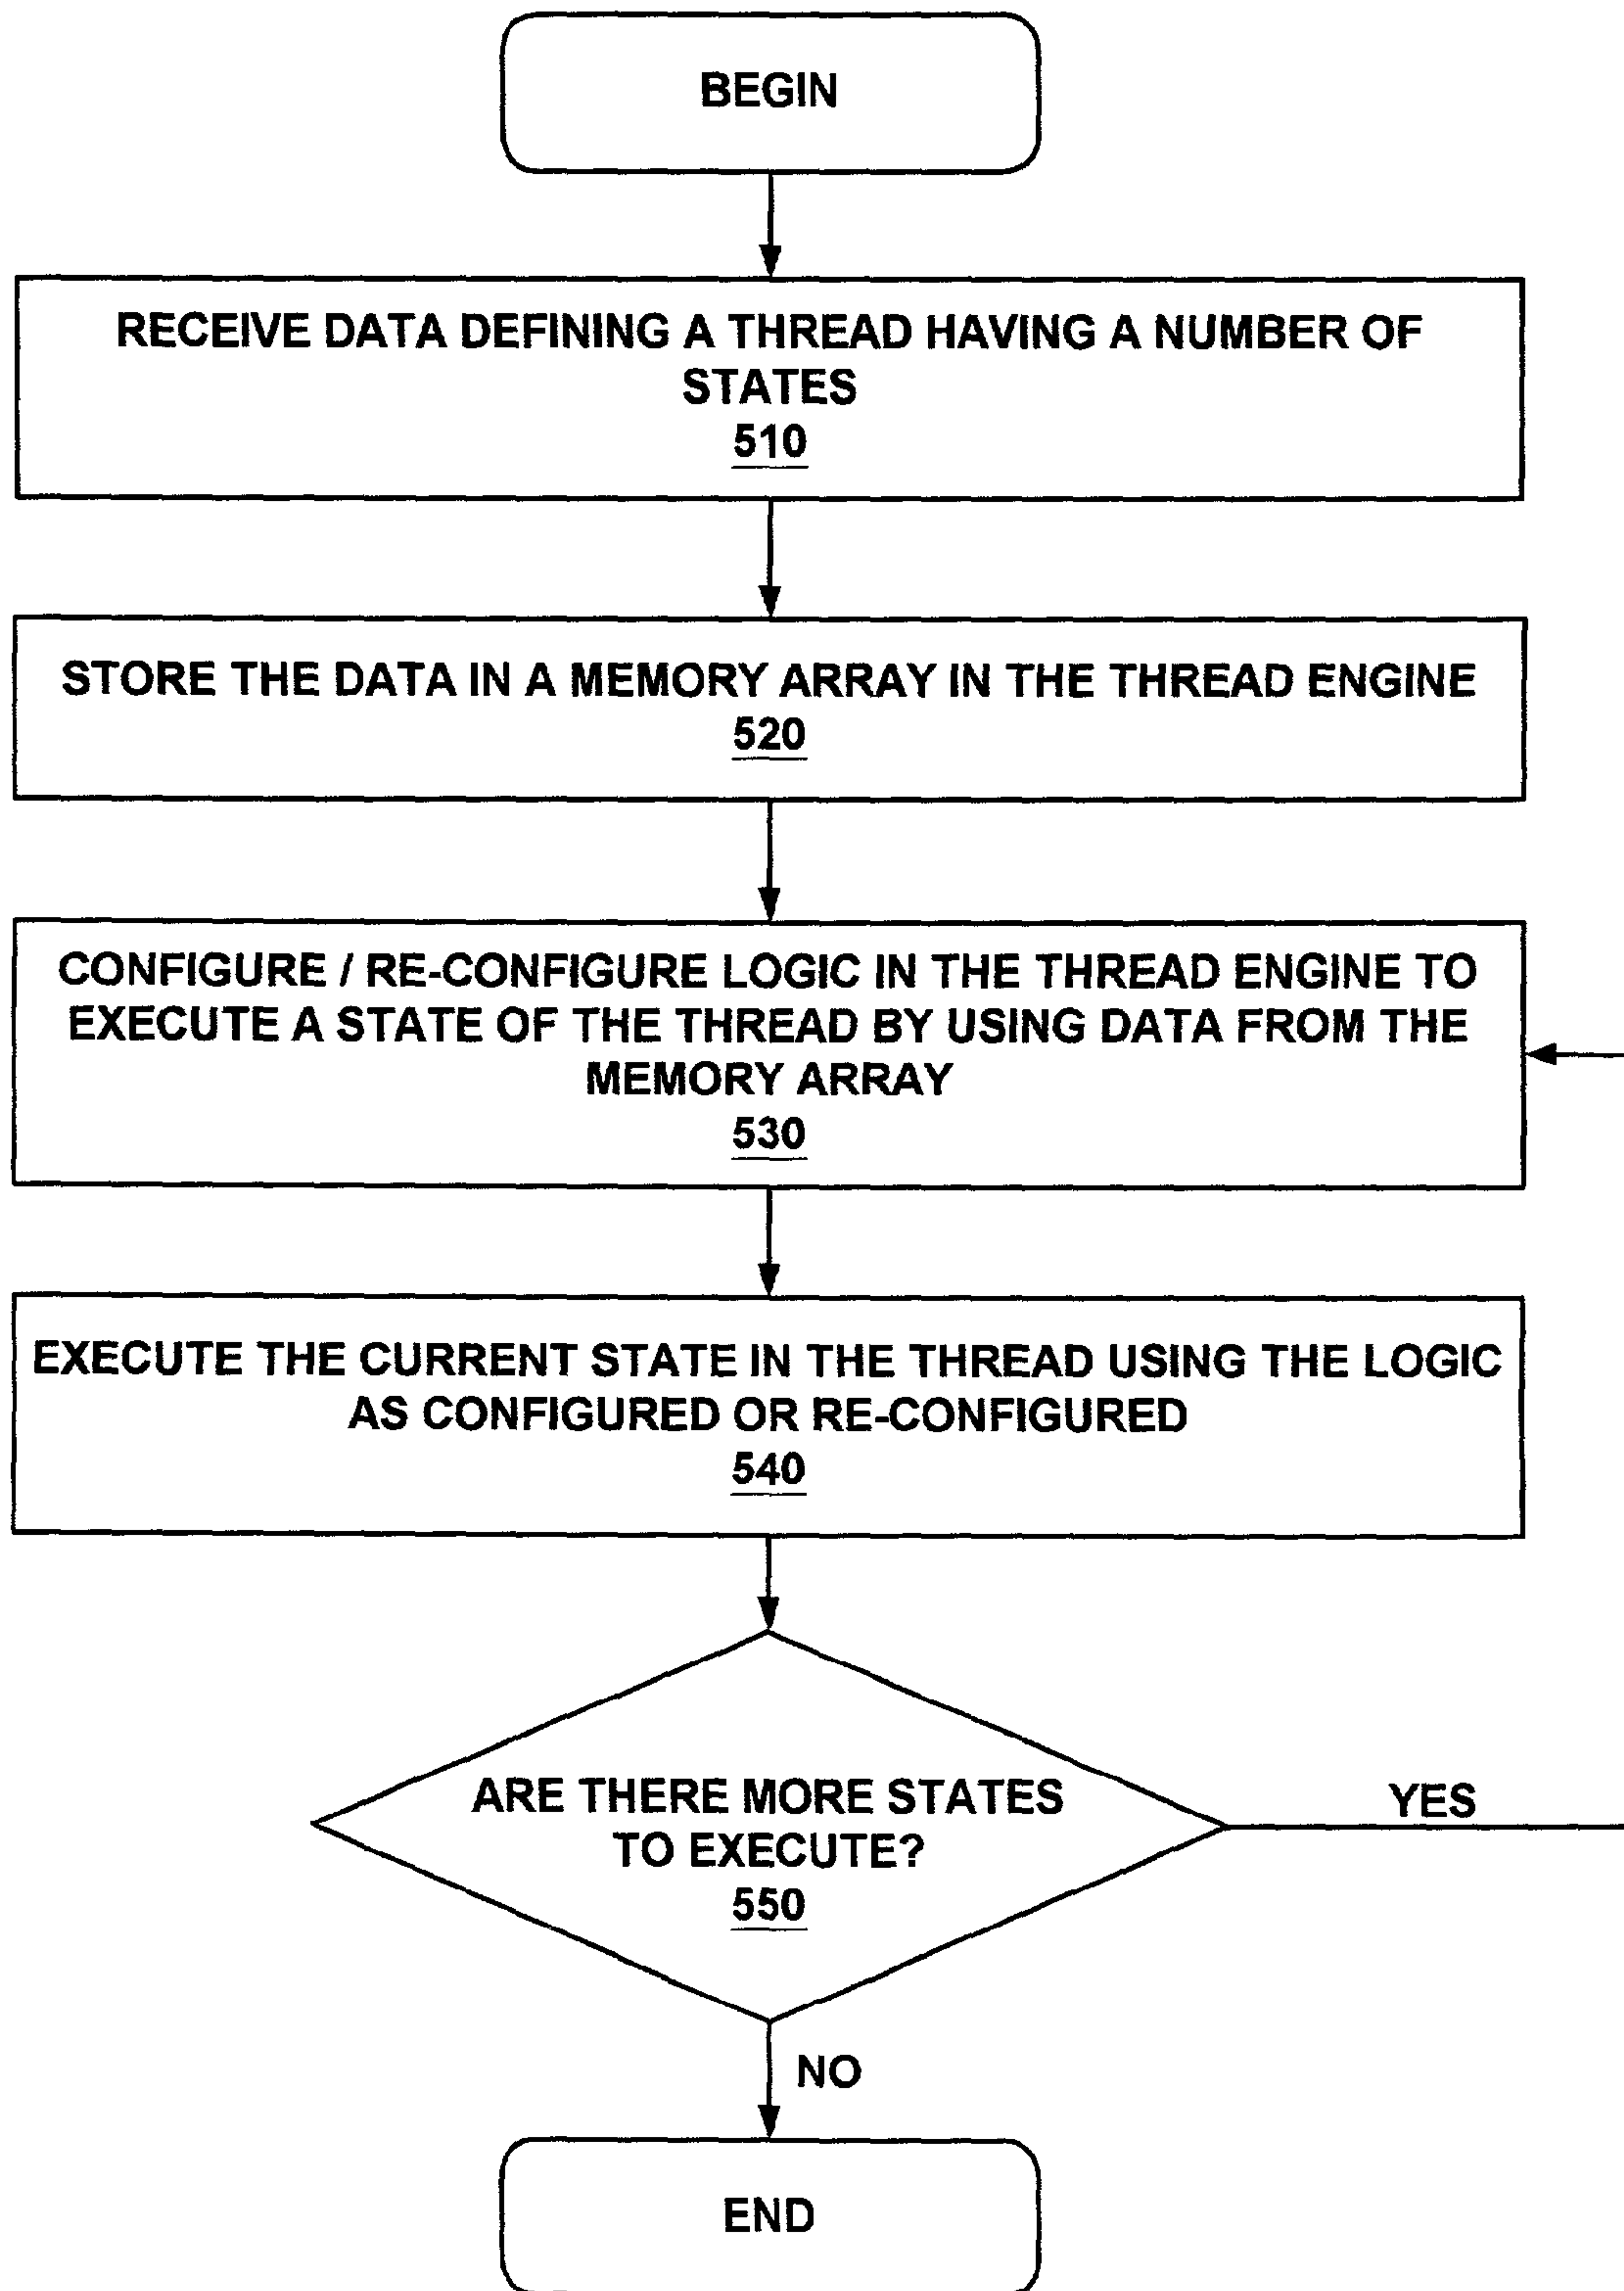 BEGIN
RECEIVE DATA DEFINING A THREAD HAVING A NUMBER OF
STATES
510
STORE THE DATA IN A MEMORY ARRAY IN THE THREAD ENGINE
520
CONFIGURE / RE-CONFIGURE LOGIC IN THE THREAD ENGINE TO
EXECUTE A STATE OF THE THREAD BY USING DATA FROM THE
MEMORY ARRAY
530
EXECUTE THE CURRENT STATE IN THE THREAD USING THE LOGIC
AS CONFIGURED OR RE-CONFIGURED
540
ARE THERE MORE STATES
TO EXECUTE?
550
YES
NO
END